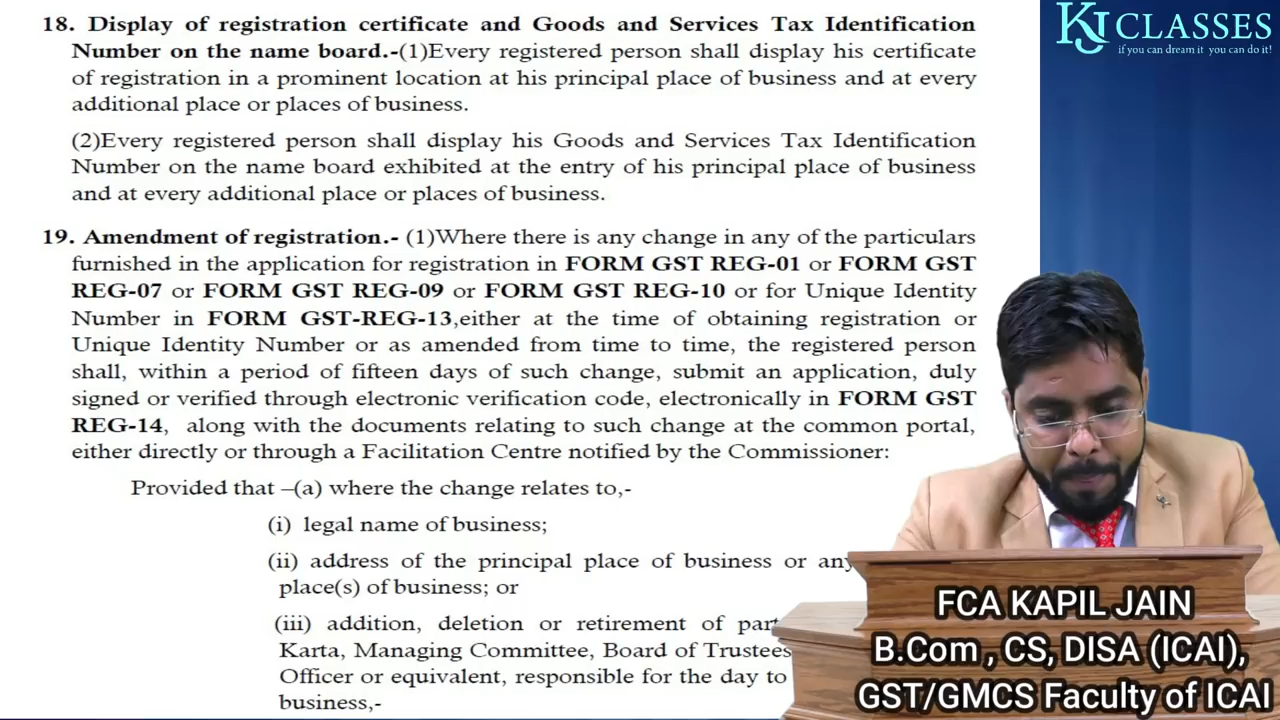 18. Display of registration certificate and Goods and Services Tax Identification
Number on the name board.-(1)Every registered person shall display his certificate
of registration in a prominent location at his principal place of business and at every
additional place or places of business.
(2)Every registered person shall display his Goods and Services Tax Identification
Number on the name board exhibited at the entry of his principal place of business
and at every additional place or places of business.
19. Amendment of registration.- (1)Where there is any change in any of the particulars
furnished in the application for registration in FORM GST REG-01 or FORM GST
REG-07 or FORM GST REG-09 or FORM GST REG-10 or for Unique Identity
Number in FORM GST-REG-13,either at the time of obtaining registration or
Unique Identity Number or as amended from time to time, the registered person
shall, within a period of fifteen days of such change, submit an application, duly
signed or verified through electronic verification code, electronically in FORM GST
REG-14, along with the documents relating to such change at the common portal,
either directly or through a Facilitation Centre notified by the Commissioner:
Provided that –(a) where the change relates to,-
(i) legal name of business;
(ii) address of the principal place of business or any
place(s) of business; or
(iii) addition, deletion or retirement of
Karta, Managing Committee, Board of Trustees
Officer or equivalent, responsible for the day to
business,-
KJ CLASSES
if you can dream it you can do it!
FCA KAPIL JAIN
B.Com , CS, DISA (ICAI),
GST/GMCS Faculty of ICAI